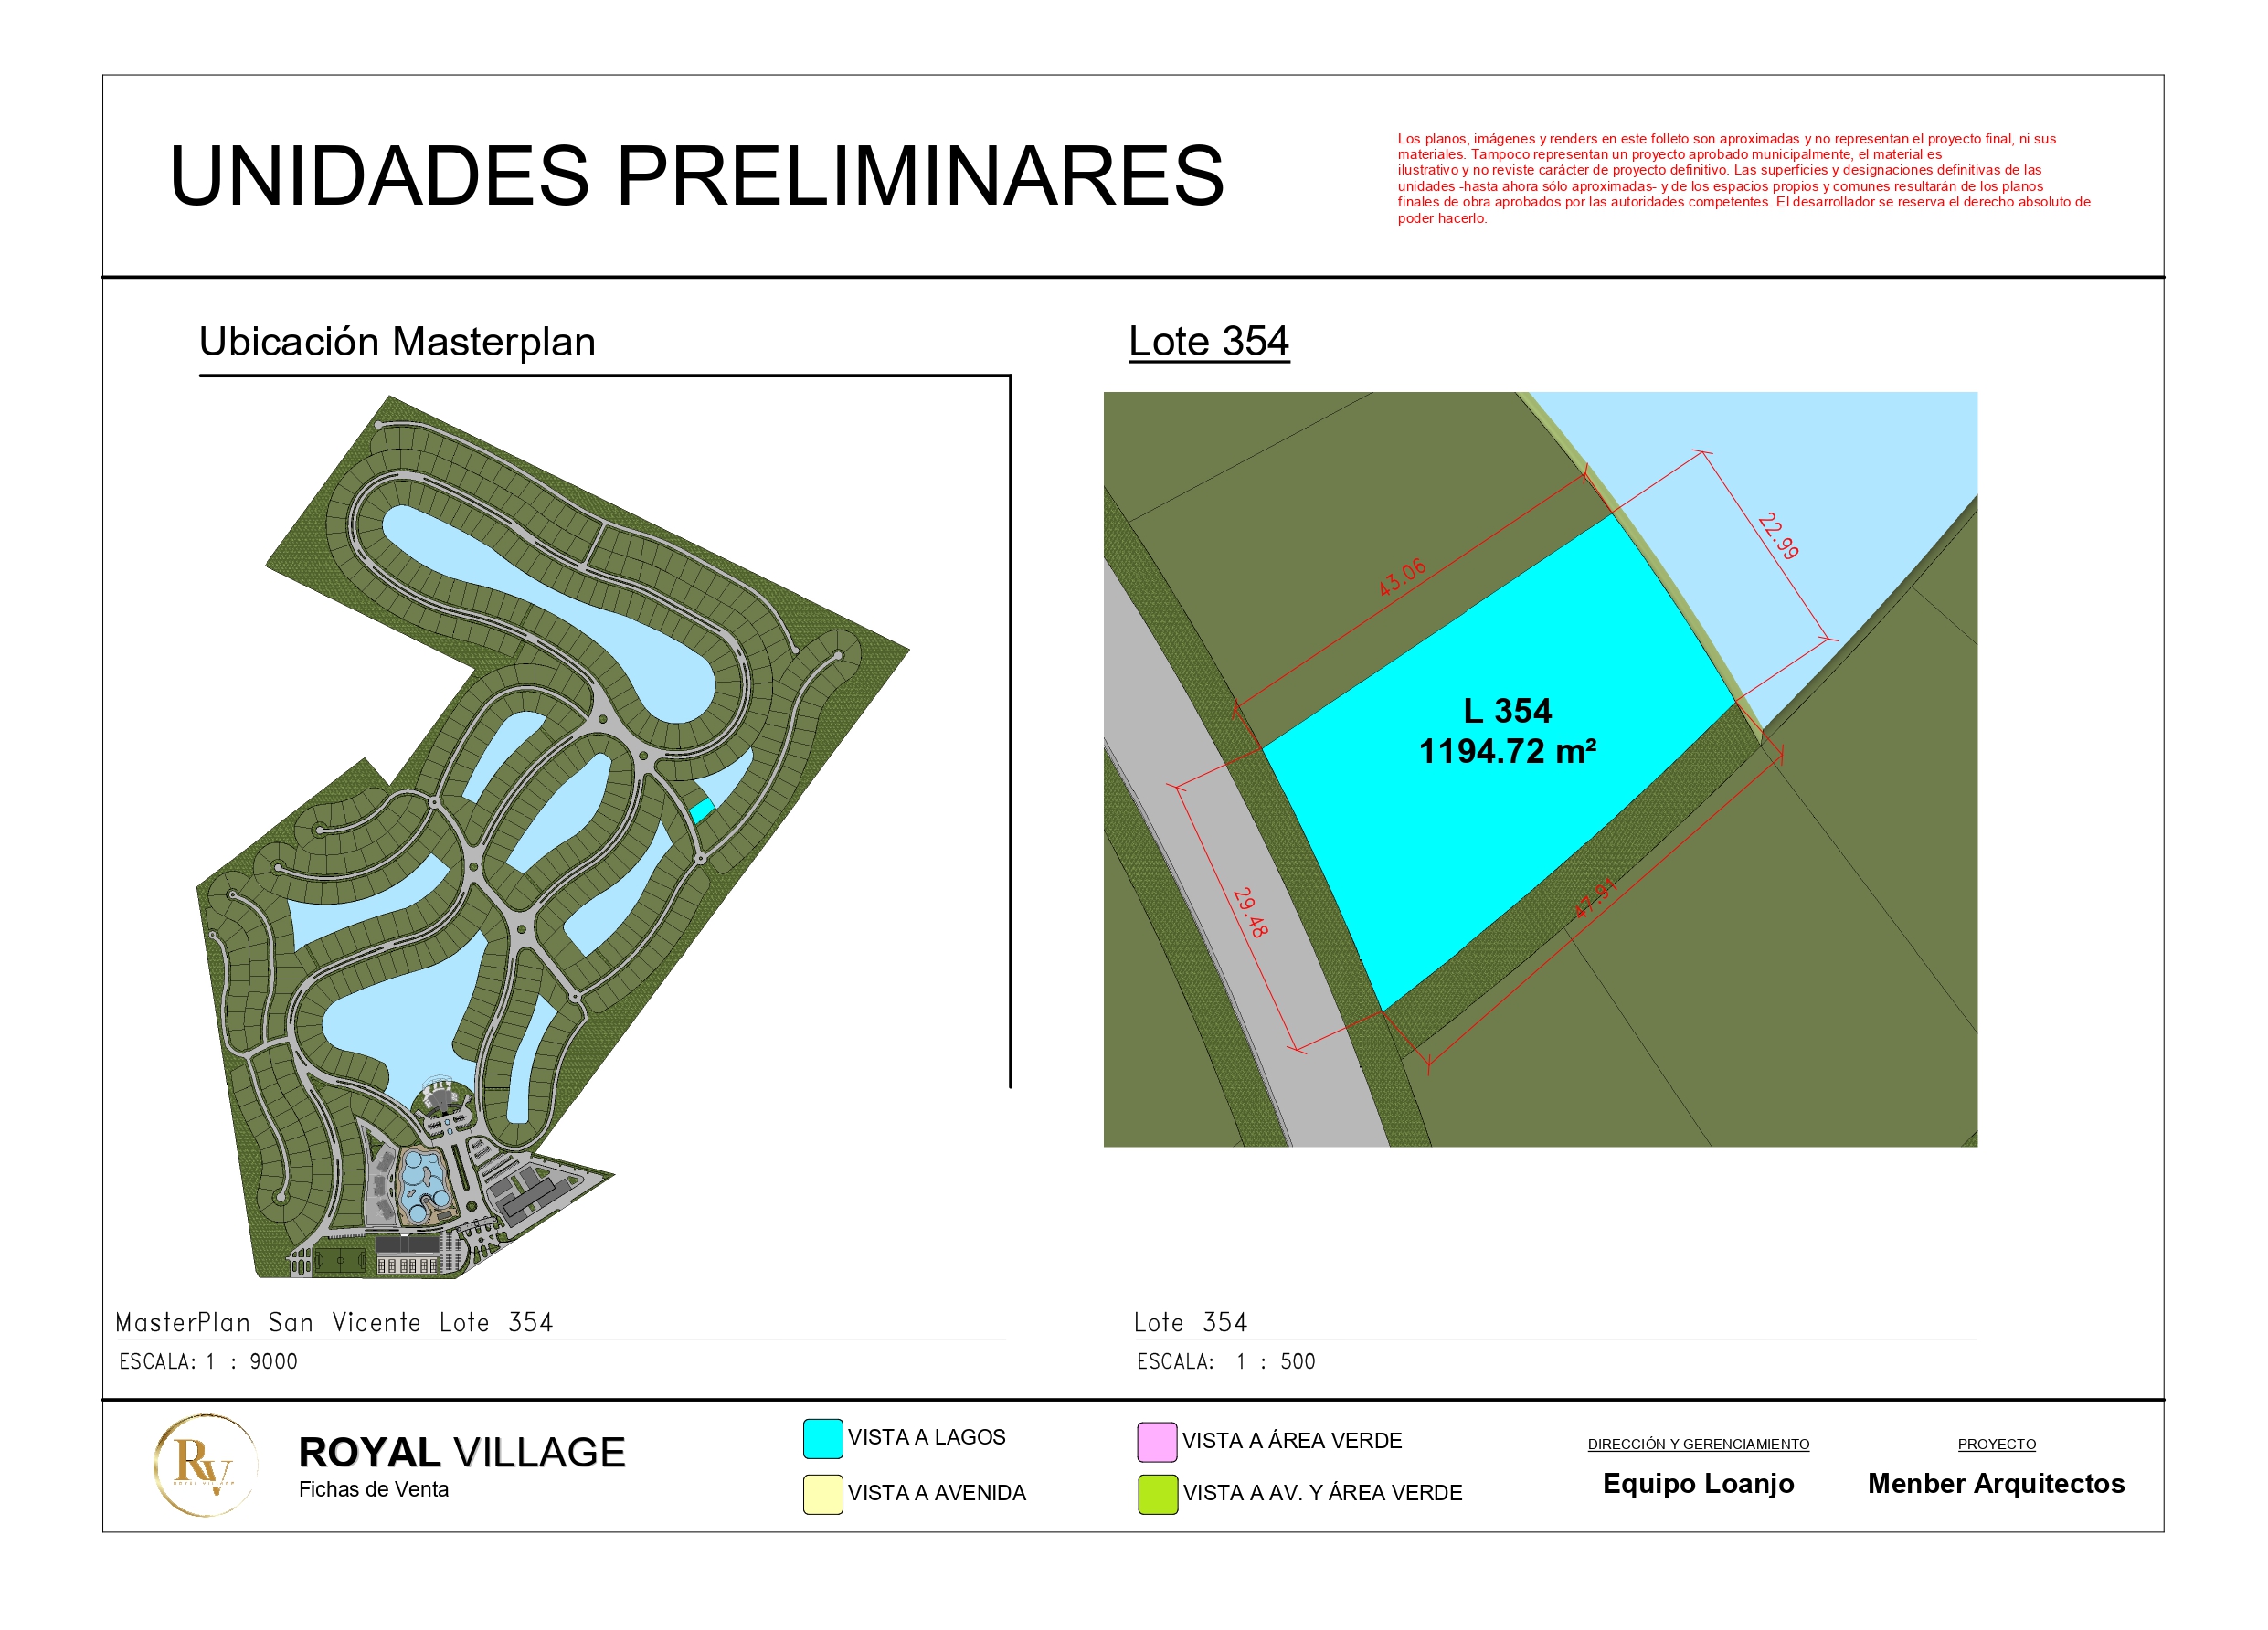 UNIDADES PRELIMINARES
Los planos, imágenes y renders en este folleto son aproximadas y no representan el proyecto final, ni sus
materiales. Tampoco representan un proyecto aprobado municipalmente, el material es
ilustrativo y no reviste carácter de proyecto definitivo. Las superficies y designaciones definitivas de las
unidades -hasta ahora sólo aproximadas- y de los espacios propios y comunes resultarán de los planos
finales de obra aprobados por las autoridades competentes. El desarrollador se reserva el derecho absoluto de
poder hacerlo.
Ubicación Masterplan
Lote 354
43.06
22.99
L 354
1194.72 m²
29.48
47.91
MasterPlan San Vicente Lote 354
ESCALA: 1 : 9000
Lote 354
ESCALA: 1 : 500
RV
ROYAL VILLAGE
ROYAL VILLAGE
Fichas de Venta
VISTA A LAGOS
VISTA A AVENIDA
VISTA A ÁREA VERDE
VISTA A AV. Y ÁREA VERDE
DIRECCIÓN Y GERENCIAMIENTO
Equipo Loanjo
PROYECTO
Menber Arquitectos